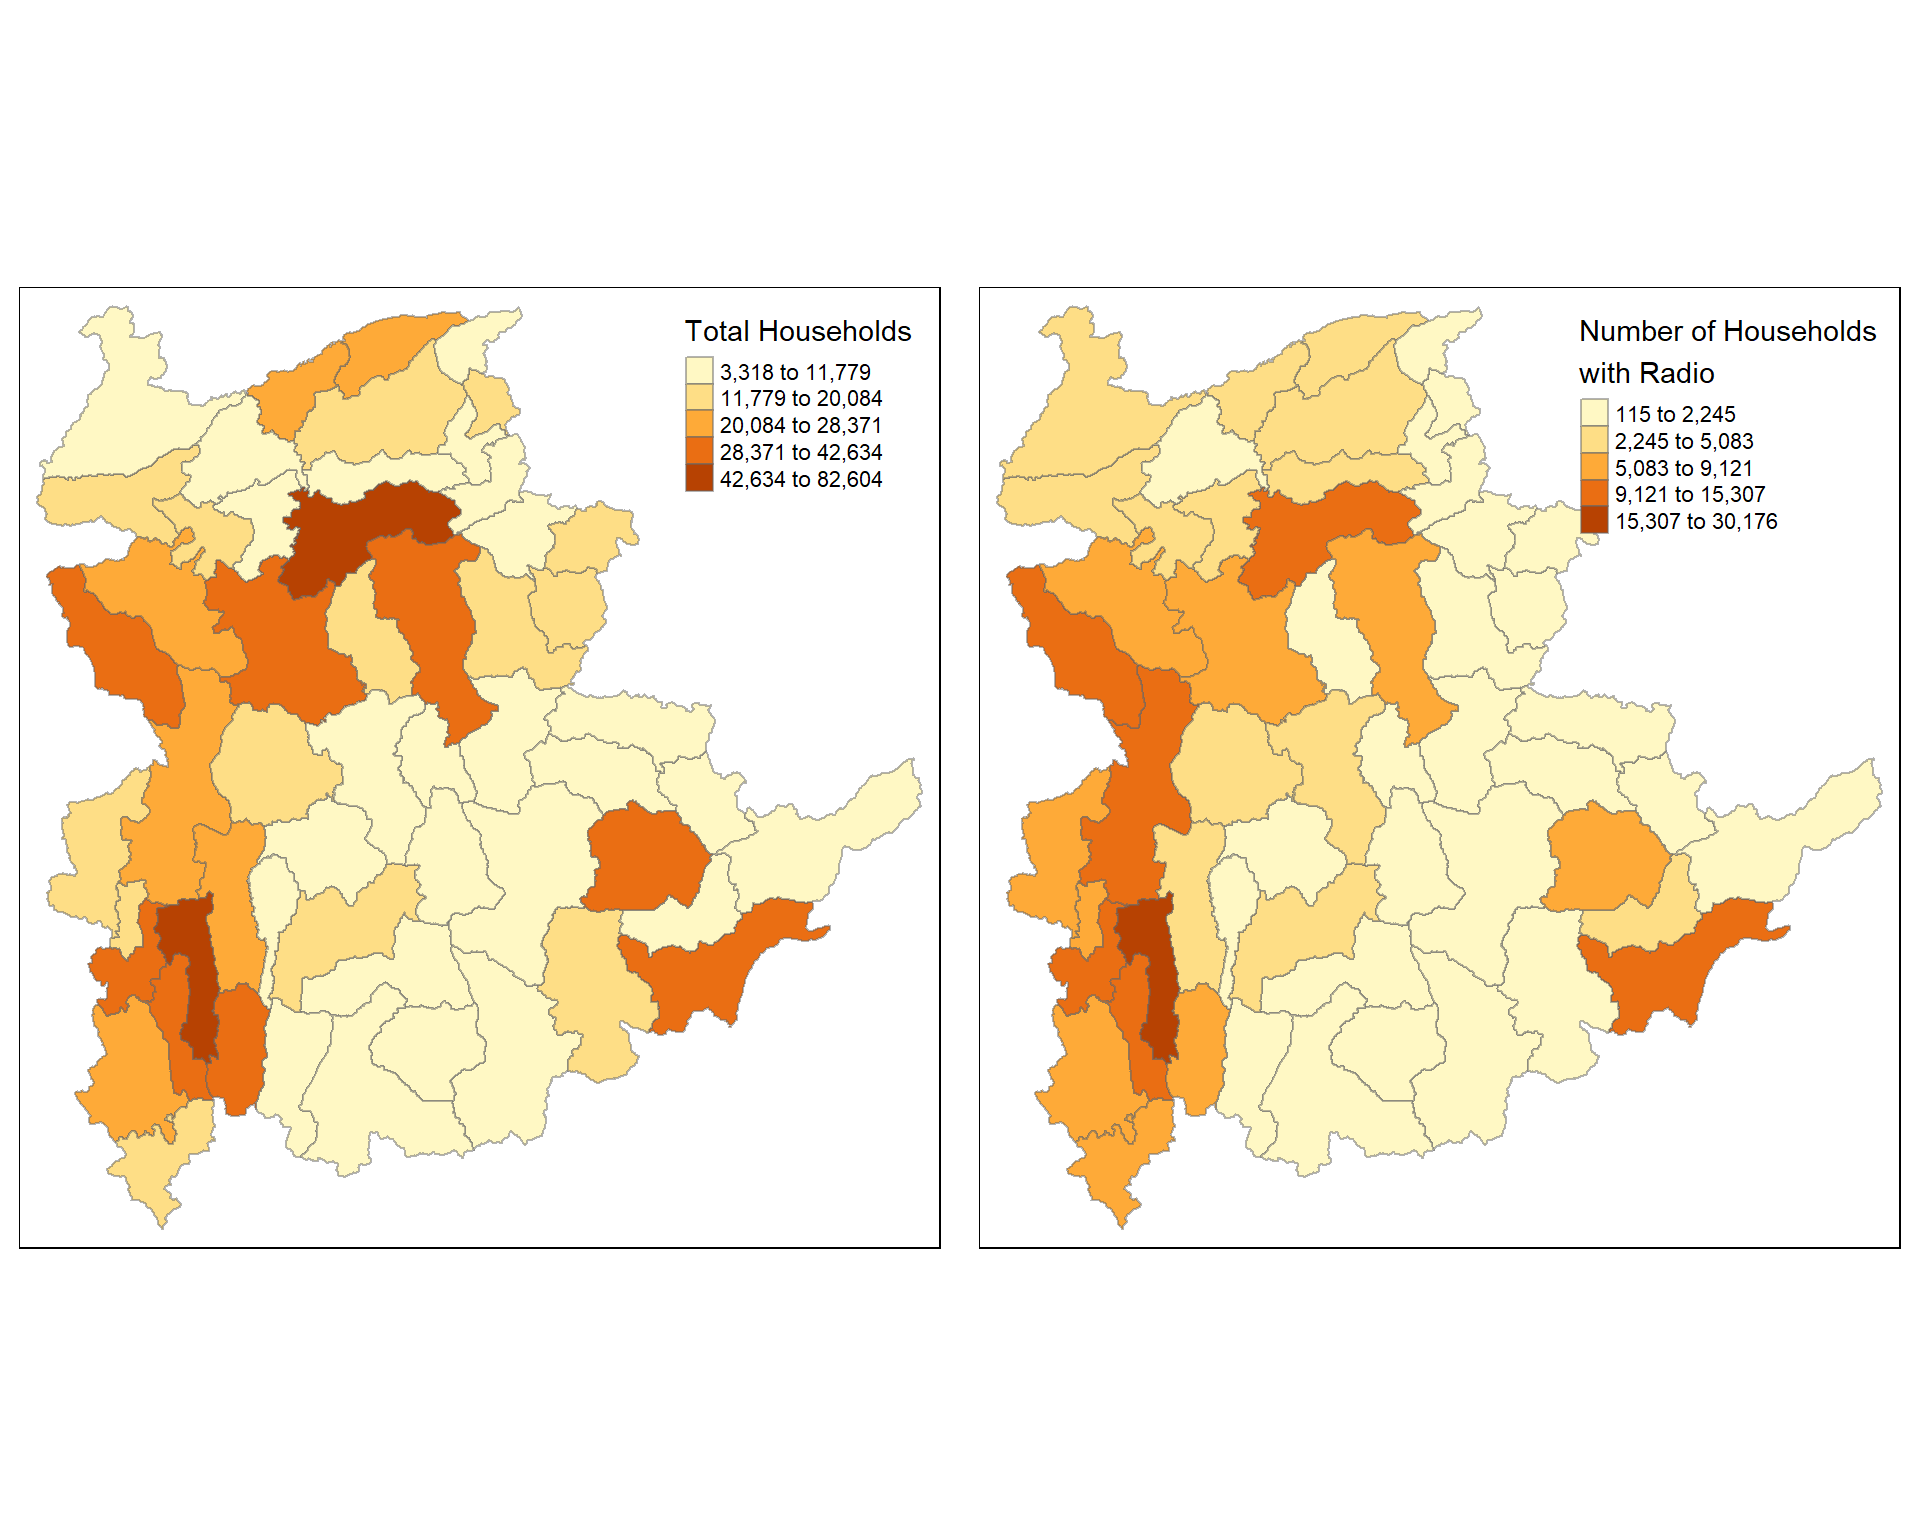 Total Households
3,318 to 11,779
11,779 to 20,084
20,084 to 28,371
28,371 to 42,634
42,634 to 82,604
Number of Households
with Radio
115 to 2,245
2,245 to 5,083
5,083 to 9,121
9,121 to 15,307
15,307 to 30,176